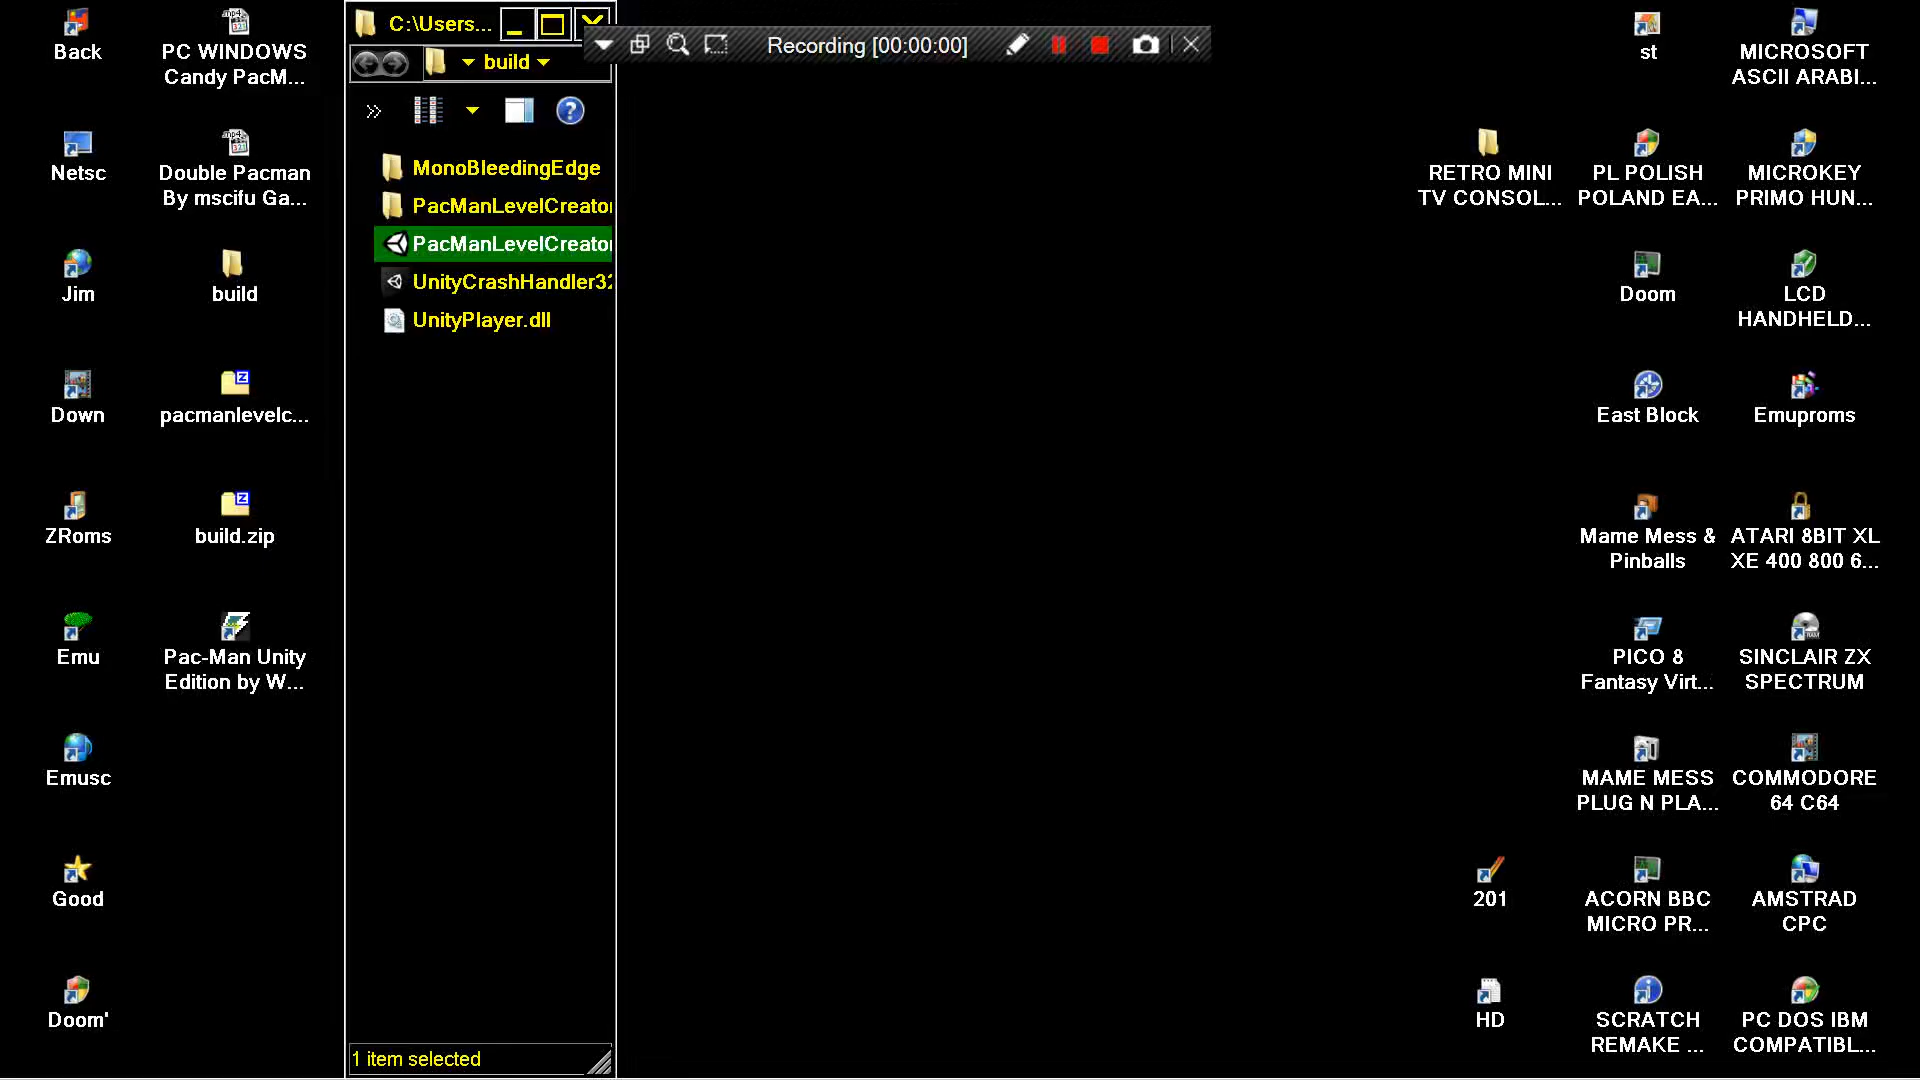 Back
PC WINDOWS
Candy PacM...
Netsc
Double Pacman
By mscifu Ga...
Jim
build
Down
pacmanlevelc...
ZRoms
build.zip
Emu
Pac-Man Unity
Edition by W...
Emusc
Good
Doom'
C:\Users...
build
MonoBleedingEdge
PacManLevelCreator
PacManLevelCreator
UnityCrashHandler32
UnityPlayer.dll
1 item selected
Recording [00:00:00]
st
MICROSOFT
ASCII ARABI...
RETRO MINI
TV CONSOL...
PL POLISH
POLAND EA...
MICROKEY
PRIMO HUN...
Doom
LCD
HANDHELD...
East Block
Emuproms
Mame Mess &
Pinballs
ATARI 8BIT XL
XE 400 800 6...
PICO 8
Fantasy Virt...
SINCLAIR ZX
SPECTRUM
MAME MESS
PLUG N PLA...
COMMODORE
64 C64
201
ACORN BBC
MICRO PR...
AMSTRAD
CPC
HD
SCRATCH
REMAKE ...
PC DOS IBM
COMPATIBL...